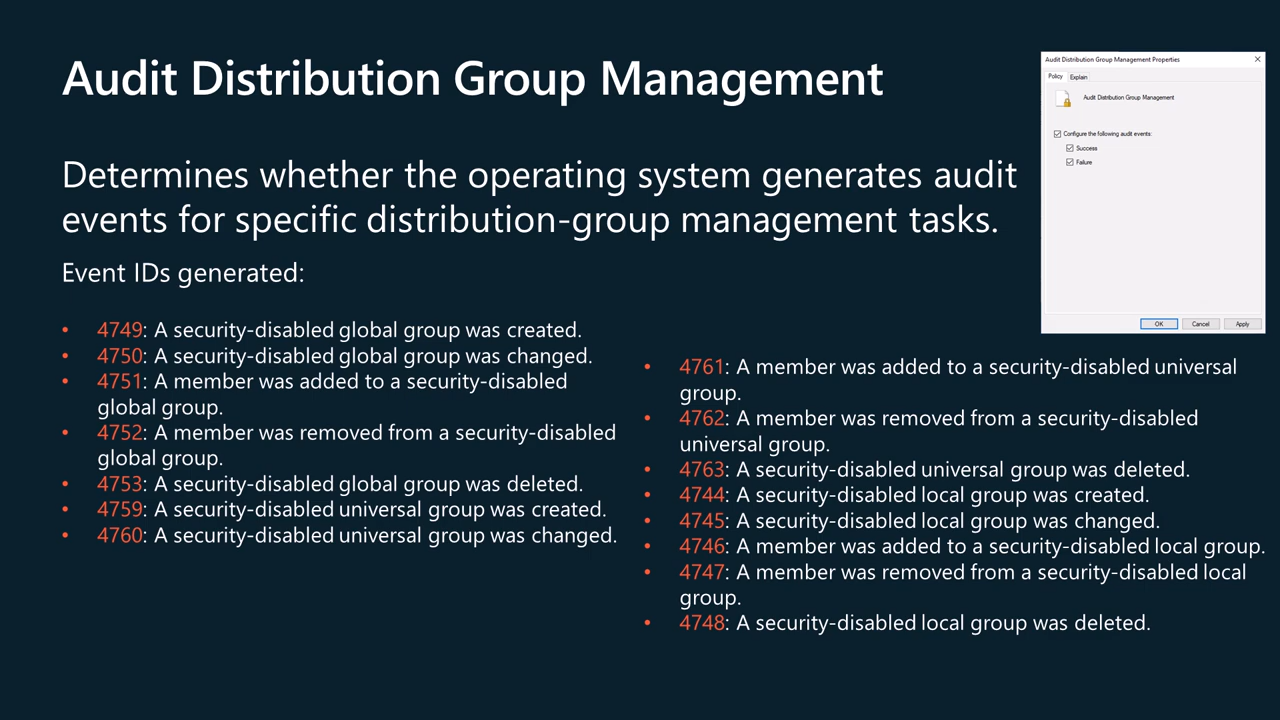 Audit Distribution Group Management
Determines whether the operating system generates audit
events for specific distribution-group management tasks.
Event IDs generated:
• 4749: A security-disabled global group was created.
• 4750: A security-disabled global group was changed.
• 4751: A member was added to a security-disabled
global group.
• 4752: A member was removed from a security-disabled
global group.
• 4753: A security-disabled global group was deleted.
• 4759: A security-disabled universal group was created.
• 4760: A security-disabled universal group was changed.
• 4761: A member was added to a security-disabled universal
group.
• 4762: A member was removed from a security-disabled
universal group.
• 4763: A security-disabled universal group was deleted.
• 4744: A security-disabled local group was created.
• 4745: A security-disabled local group was changed.
• 4746: A member was added to a security-disabled local group.
• 4747: A member was removed from a security-disabled local
group.
• 4748: A security-disabled local group was deleted.
Audit Distribution Group Management Properties
Policy Explain
Audit Distribution Group Management
Configure the following audit events:
Success
Failure
OK Cancel Apply